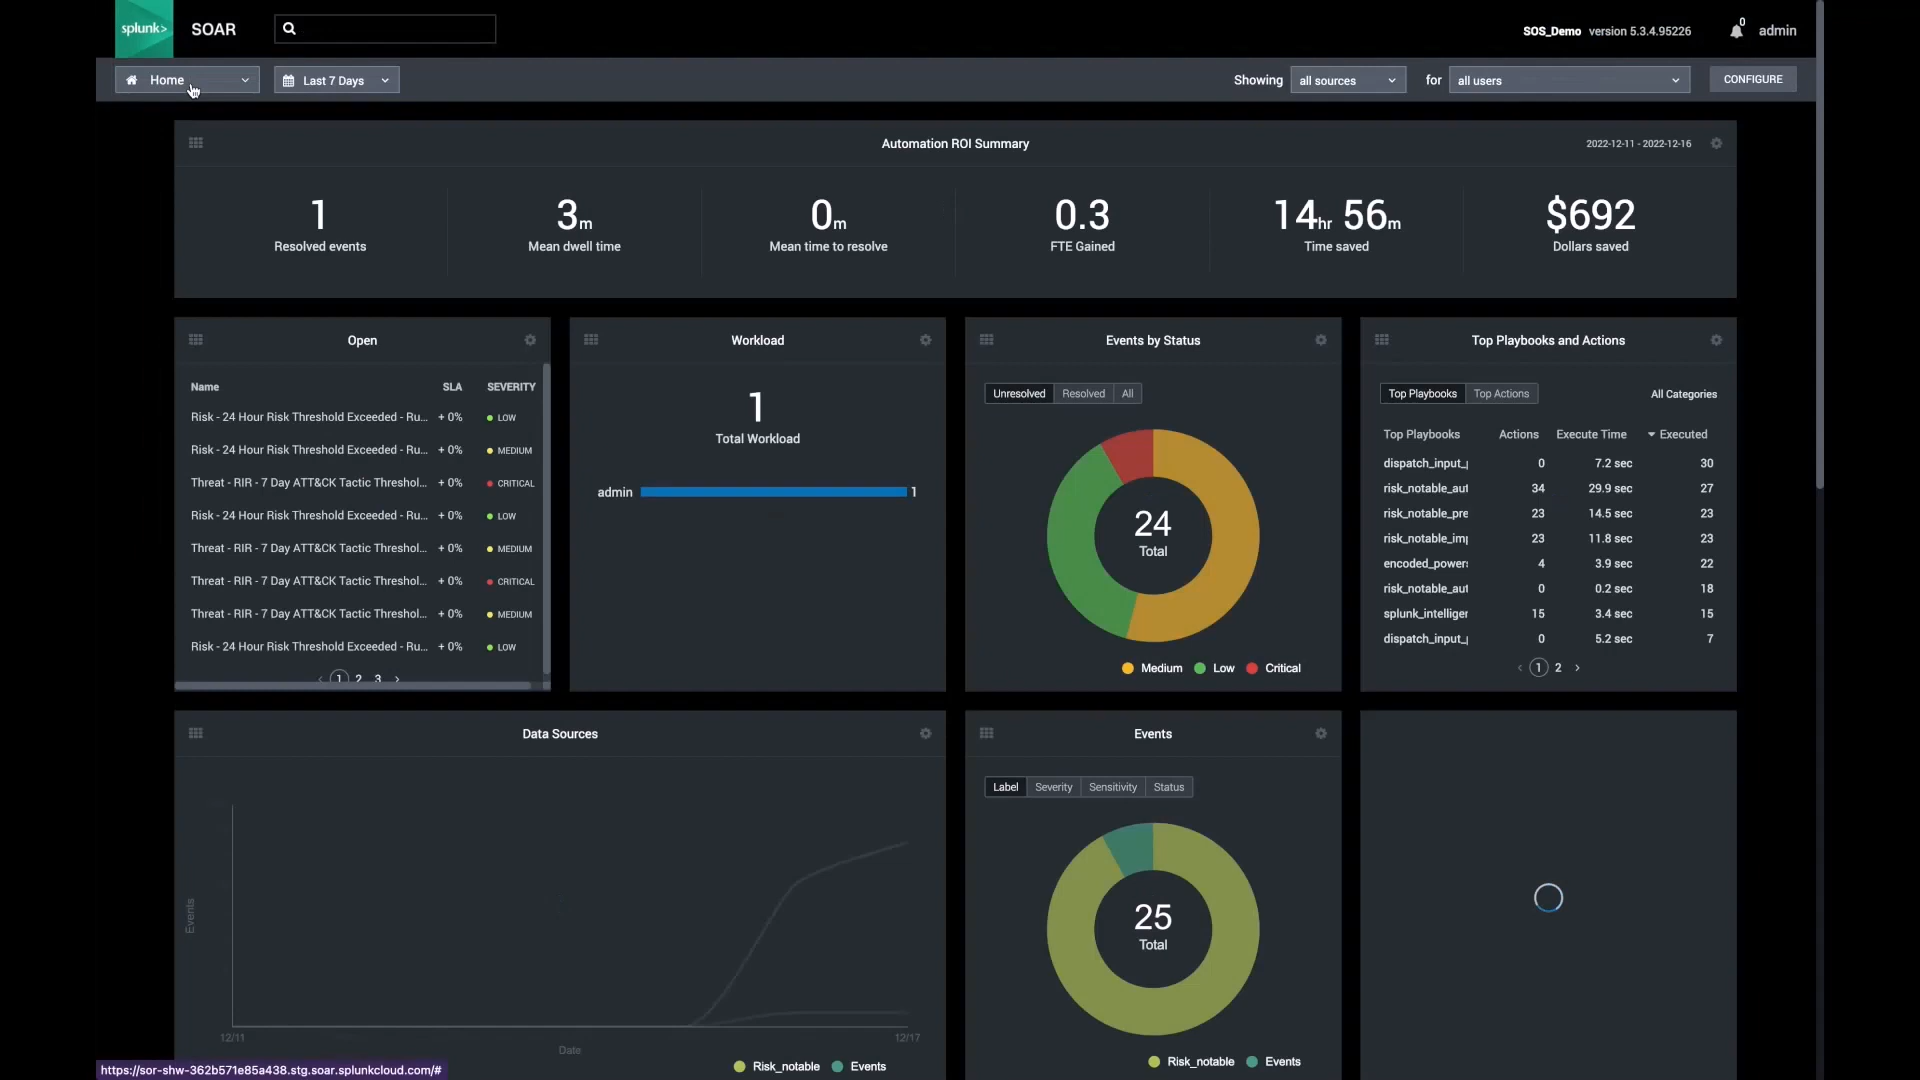 splunk> SOAR
SOS_Demo version 5.3.4.95226 0 admin
Home Last 7 Days Showing all sources for all users CONFIGURE
Automation ROI Summary 2022-12-11 - 2022-12-16
1 3m 0m 0.3 14hr 56m $692
Resolved events Mean dwell time Mean time to resolve FTE Gained Time saved Dollars saved
Open
Name SLA SEVERITY
Risk - 24 Hour Risk Threshold Exceeded - Ru... + 0% LOW
Risk - 24 Hour Risk Threshold Exceeded - Ru... + 0% MEDIUM
Threat - RIR - 7 Day ATT&CK Tactic Threshol... + 0% CRITICAL
Risk - 24 Hour Risk Threshold Exceeded - Ru... + 0% LOW
Threat - RIR - 7 Day ATT&CK Tactic Threshol... + 0% MEDIUM
Threat - RIR - 7 Day ATT&CK Tactic Threshol... + 0% CRITICAL
Threat - RIR - 7 Day ATT&CK Tactic Threshol... + 0% MEDIUM
Risk - 24 Hour Risk Threshold Exceeded - Ru... + 0% LOW
< 1 2 3 >
Workload
1
Total Workload
admin 1
Events by Status
Unresolved Resolved All
24
Total
Medium Low Critical
Top Playbooks and Actions
Top Playbooks Top Actions All Categories
Top Playbooks Actions Execute Time Executed
dispatch_input_ 0 7.2 sec 30
risk_notable_aut 34 29.9 sec 27
risk_notable_pre 23 14.5 sec 23
risk_notable_im 23 11.8 sec 23
encoded_power 4 3.9 sec 22
risk_notable_aut 0 0.2 sec 18
splunk_intelliger 15 3.4 sec 15
dispatch_input_ 0 5.2 sec 7
< 1 2 >
Data Sources
Events
12/11 12/17
Date
Risk_notable Events
Events
Label Severity Sensitivity Status
25
Total
Risk_notable Events
https://sor-shw-362b571e85a438.stg.soar.splunkcloud.com/#